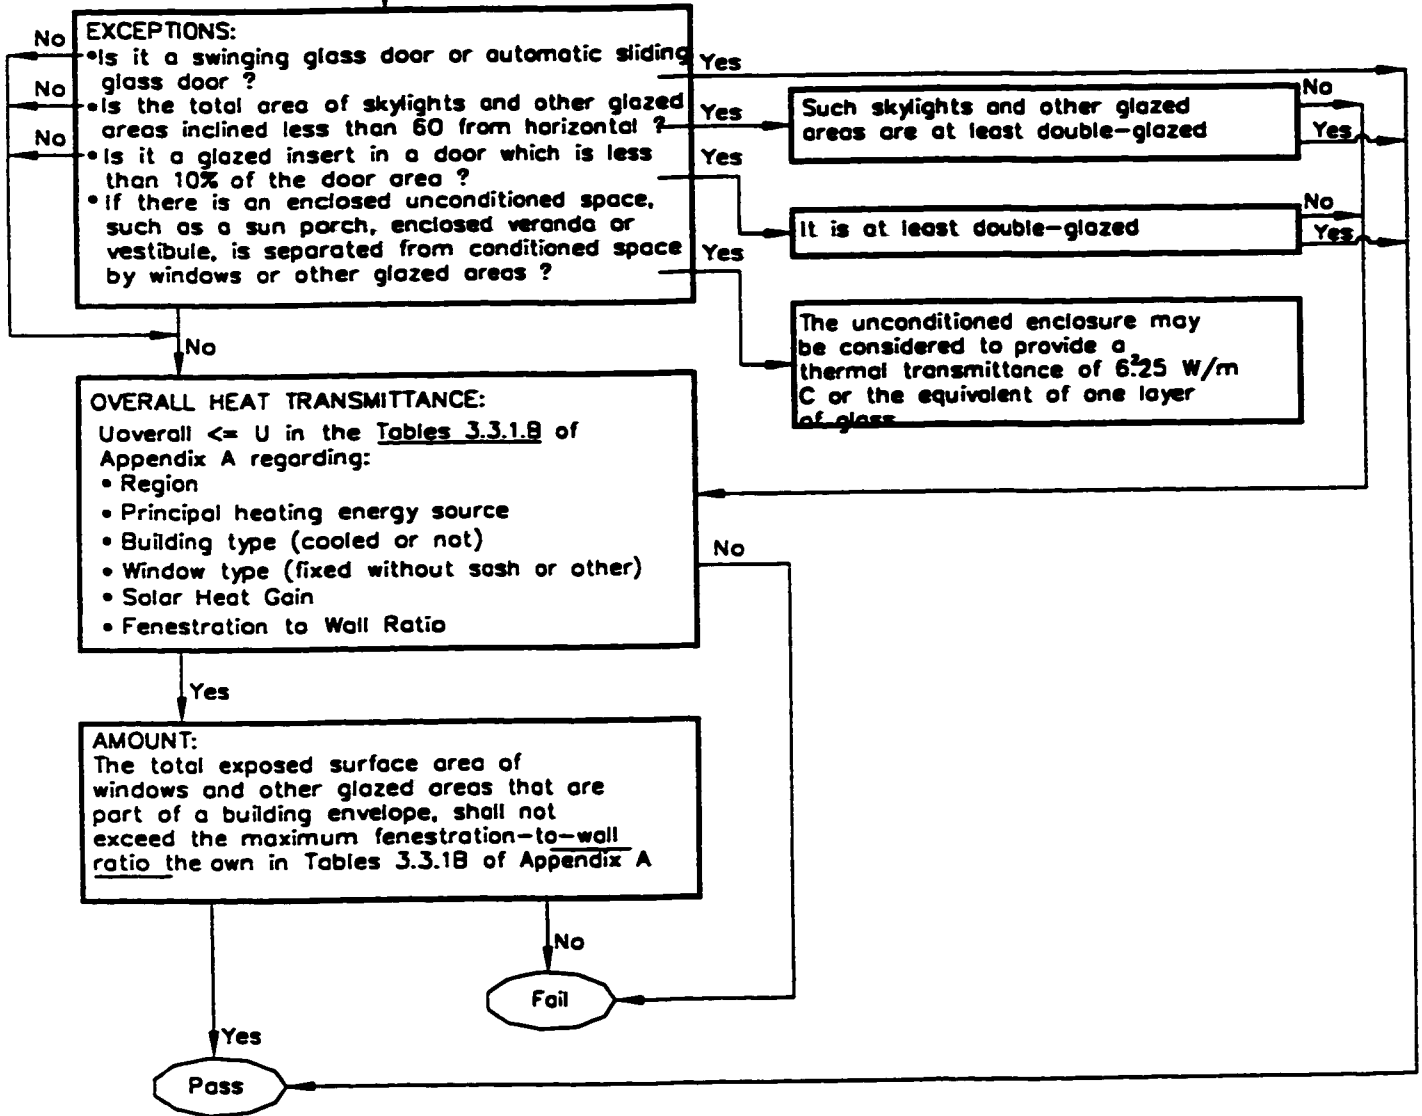 EXCEPTIONS:
No
•Is it a swinging glass door or automatic sliding
glass door ?
Yes
No
•Is the total area of skylights and other glazed
areas inclined less than 60 from horizontal ?
Yes
Such skylights and other glazed
areas are at least double-glazed
No
Yes
No
• Is it a glazed insert in a door which is less
than 10% of the door area ?
Yes
It is at least double-glazed
No
Yes
• If there is an enclosed unconditioned space,
such as a sun porch, enclosed veranda or
vestibule, is separated from conditioned space
by windows or other glazed areas ?
Yes
The unconditioned enclosure may
be considered to provide a
thermal transmittance of 6.25 W/m²
C or the equivalent of one layer
of glass
No
OVERALL HEAT TRANSMITTANCE:
Uoverall <= U in the Tables 3.3.1.B of
Appendix A regarding:
• Region
• Principal heating energy source
• Building type (cooled or not)
• Window type (fixed without sash or other)
• Solar Heat Gain
• Fenestration to Wall Ratio
No
Yes
AMOUNT:
The total exposed surface area of
windows and other glazed areas that are
part of a building envelope, shall not
exceed the maximum fenestration-to-wall
ratio the own in Tables 3.3.1B of Appendix A
No
Fail
Yes
Pass